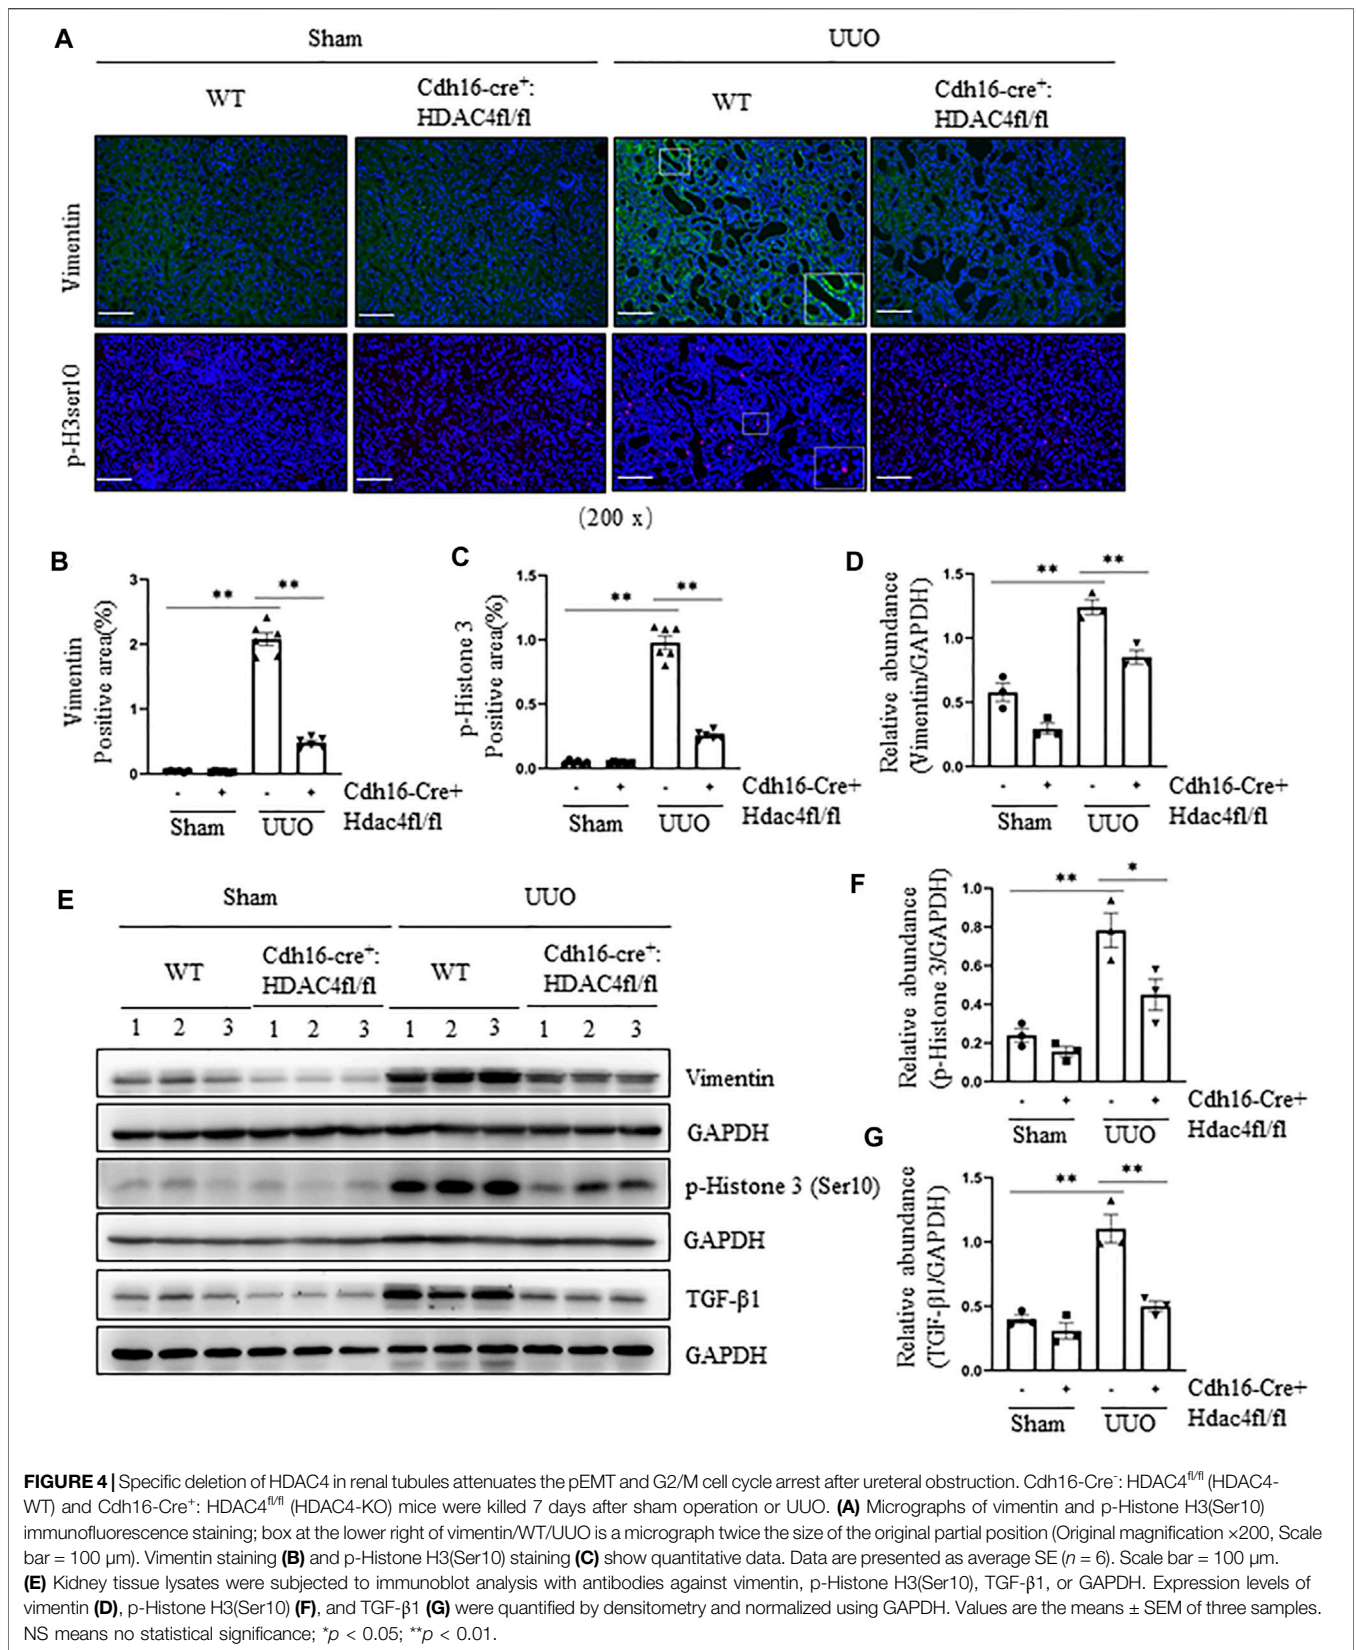 A
Sham
UUO
WT
Cdh16-cre⁺:
HDAC4fl/fl
WT
Cdh16-cre⁺:
HDAC4fl/fl
Vimentin
p-H3ser10
(200 x)
B
Vimentin
Positive area(%)
3
2
1
0
**
**
- + - +
Cdh16-Cre+
Sham UUO Hdac4fl/fl
C
p-Histone 3
Positive area(%)
1.5
1.0
0.5
0.0
**
**
- + - +
Cdh16-Cre+
Sham UUO Hdac4fl/fl
D
Relative abundance
(Vimentin/GAPDH)
1.5
1.0
0.5
0.0
**
**
- + - +
Cdh16-Cre+
Sham UUO Hdac4fl/fl
E
Sham
UUO
WT
Cdh16-cre⁺:
HDAC4fl/fl
WT
Cdh16-cre⁺:
HDAC4fl/fl
1 2 3 1 2 3 1 2 3 1 2 3
Vimentin
GAPDH
p-Histone 3 (Ser10)
GAPDH
TGF-β1
GAPDH
F
Relative abundance
(p-Histone 3/GAPDH)
1.0
0.8
0.6
0.4
0.2
0.0
**
*
- + - +
Cdh16-Cre+
Sham UUO Hdac4fl/fl
G
Relative abundance
(TGF-β1/GAPDH)
1.5
1.0
0.5
0.0
**
**
- + - +
Cdh16-Cre+
Sham UUO Hdac4fl/fl
FIGURE 4 | Specific deletion of HDAC4 in renal tubules attenuates the pEMT and G2/M cell cycle arrest after ureteral obstruction. Cdh16-Cre⁻: HDAC4ᶠˡ/ᶠˡ (HDAC4-
WT) and Cdh16-Cre⁺: HDAC4ᶠˡ/ᶠˡ (HDAC4-KO) mice were killed 7 days after sham operation or UUO. (A) Micrographs of vimentin and p-Histone H3(Ser10)
immunofluorescence staining; box at the lower right of vimentin/WT/UUO is a micrograph twice the size of the original partial position (Original magnification ×200, Scale
bar = 100 μm). Vimentin staining (B) and p-Histone H3(Ser10) staining (C) show quantitative data. Data are presented as average SE (n = 6). Scale bar = 100 μm.
(E) Kidney tissue lysates were subjected to immunoblot analysis with antibodies against vimentin, p-Histone H3(Ser10), TGF-β1, or GAPDH. Expression levels of
vimentin (D), p-Histone H3(Ser10) (F), and TGF-β1 (G) were quantified by densitometry and normalized using GAPDH. Values are the means ± SEM of three samples.
NS means no statistical significance; *p < 0.05; **p < 0.01.